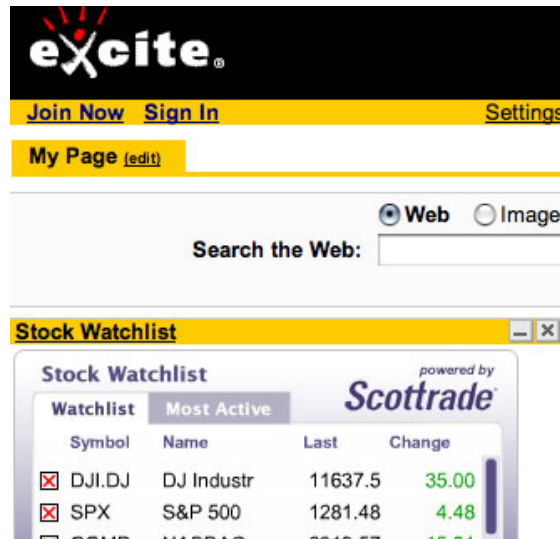 excite®
Join Now Sign In Settings
My Page (edit)
Web Image
Search the Web:
Stock Watchlist
Stock Watchlist powered by
Scottrade
Watchlist Most Active
Symbol Name Last Change
DJI.DJ DJ Industr 11637.5 35.00
SPX S&P 500 1281.48 4.48